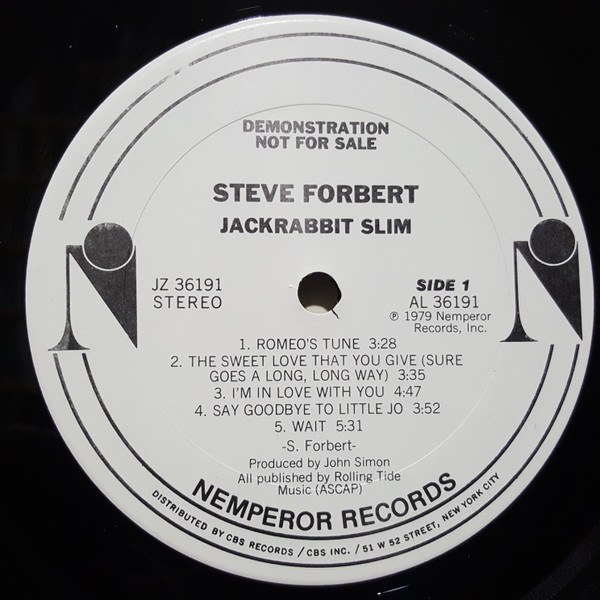 DEMONSTRATION
NOT FOR SALE
STEVE FORBERT
JACKRABBIT SLIM
JZ 36191
STEREO
SIDE 1
AL 36191
℗ 1979 Nemperor
Records, Inc.
1. ROMEO'S TUNE 3:28
2. THE SWEET LOVE THAT YOU GIVE (SURE
GOES A LONG, LONG WAY) 3:35
3. I'M IN LOVE WITH YOU 4:47
4. SAY GOODBYE TO LITTLE JO 3:52
5. WAIT 5:31
-S. Forbert-
Produced by John Simon
All published by Rolling Tide
Music (ASCAP)
NEMPEROR RECORDS
DISTRIBUTED BY CBS RECORDS / CBS INC. / 51 W 52 STREET, NEW YORK CITY